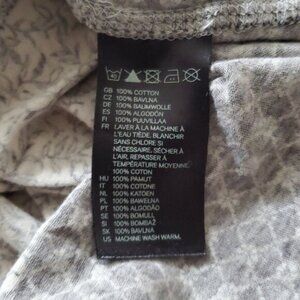 GB 100% COTTON
CZ 100% BAVLNA
DE 100% BAUMWOLLE
ES 100% ALGODÓN
FI 100% PUUVILLAA
FR LAVER À LA MACHINE À
L'EAU TIÈDE. BLANCHIR
SANS CHLORE SI
NÉCESSAIRE. SÉCHER À
L'AIR. REPASSER À
TEMPÉRATURE MOYENNE
100% COTON
HU 100% PAMUT
IT 100% COTONE
NL 100% KATOEN
PL 100% BAWEŁNA
PT 100% ALGODÃO
SE 100% BOMULL
SI 100% BOMBAŽ
SK 100% BAVLNA
US MACHINE WASH WARM.